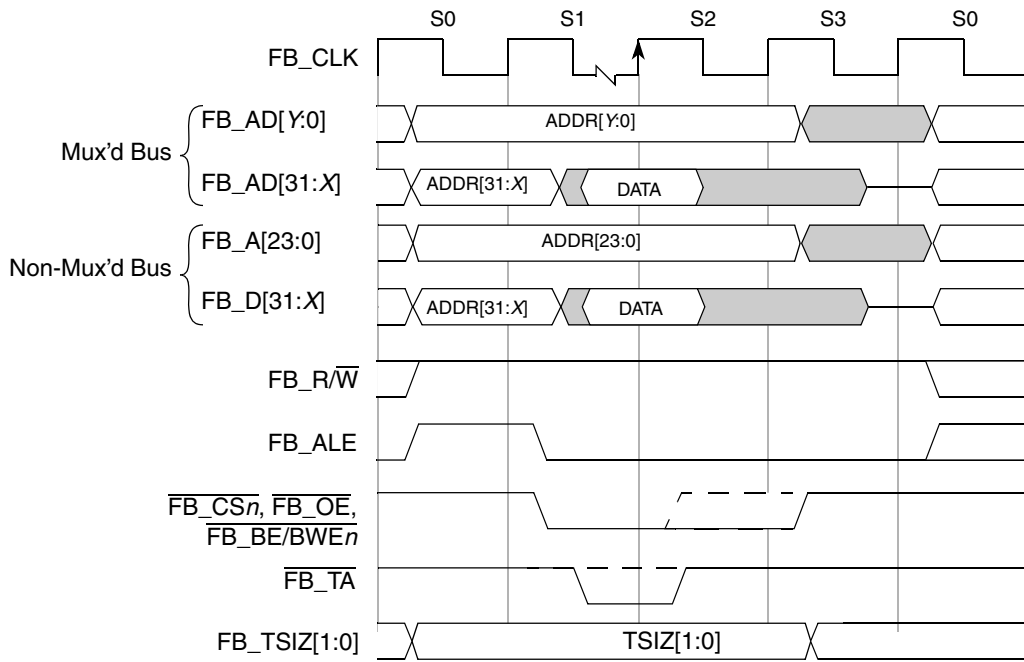 S0 S1 S2 S3 S0
FB_CLK
Mux'd Bus
FB_AD[Y:0] ADDR[Y:0]
FB_AD[31:X] ADDR[31:X] DATA
Non-Mux'd Bus
FB_A[23:0] ADDR[23:0]
FB_D[31:X] ADDR[31:X] DATA
FB_R/W
FB_ALE
FB_CSn, FB_OE,
FB_BE/BWEn
FB_TA
FB_TSIZ[1:0] TSIZ[1:0]